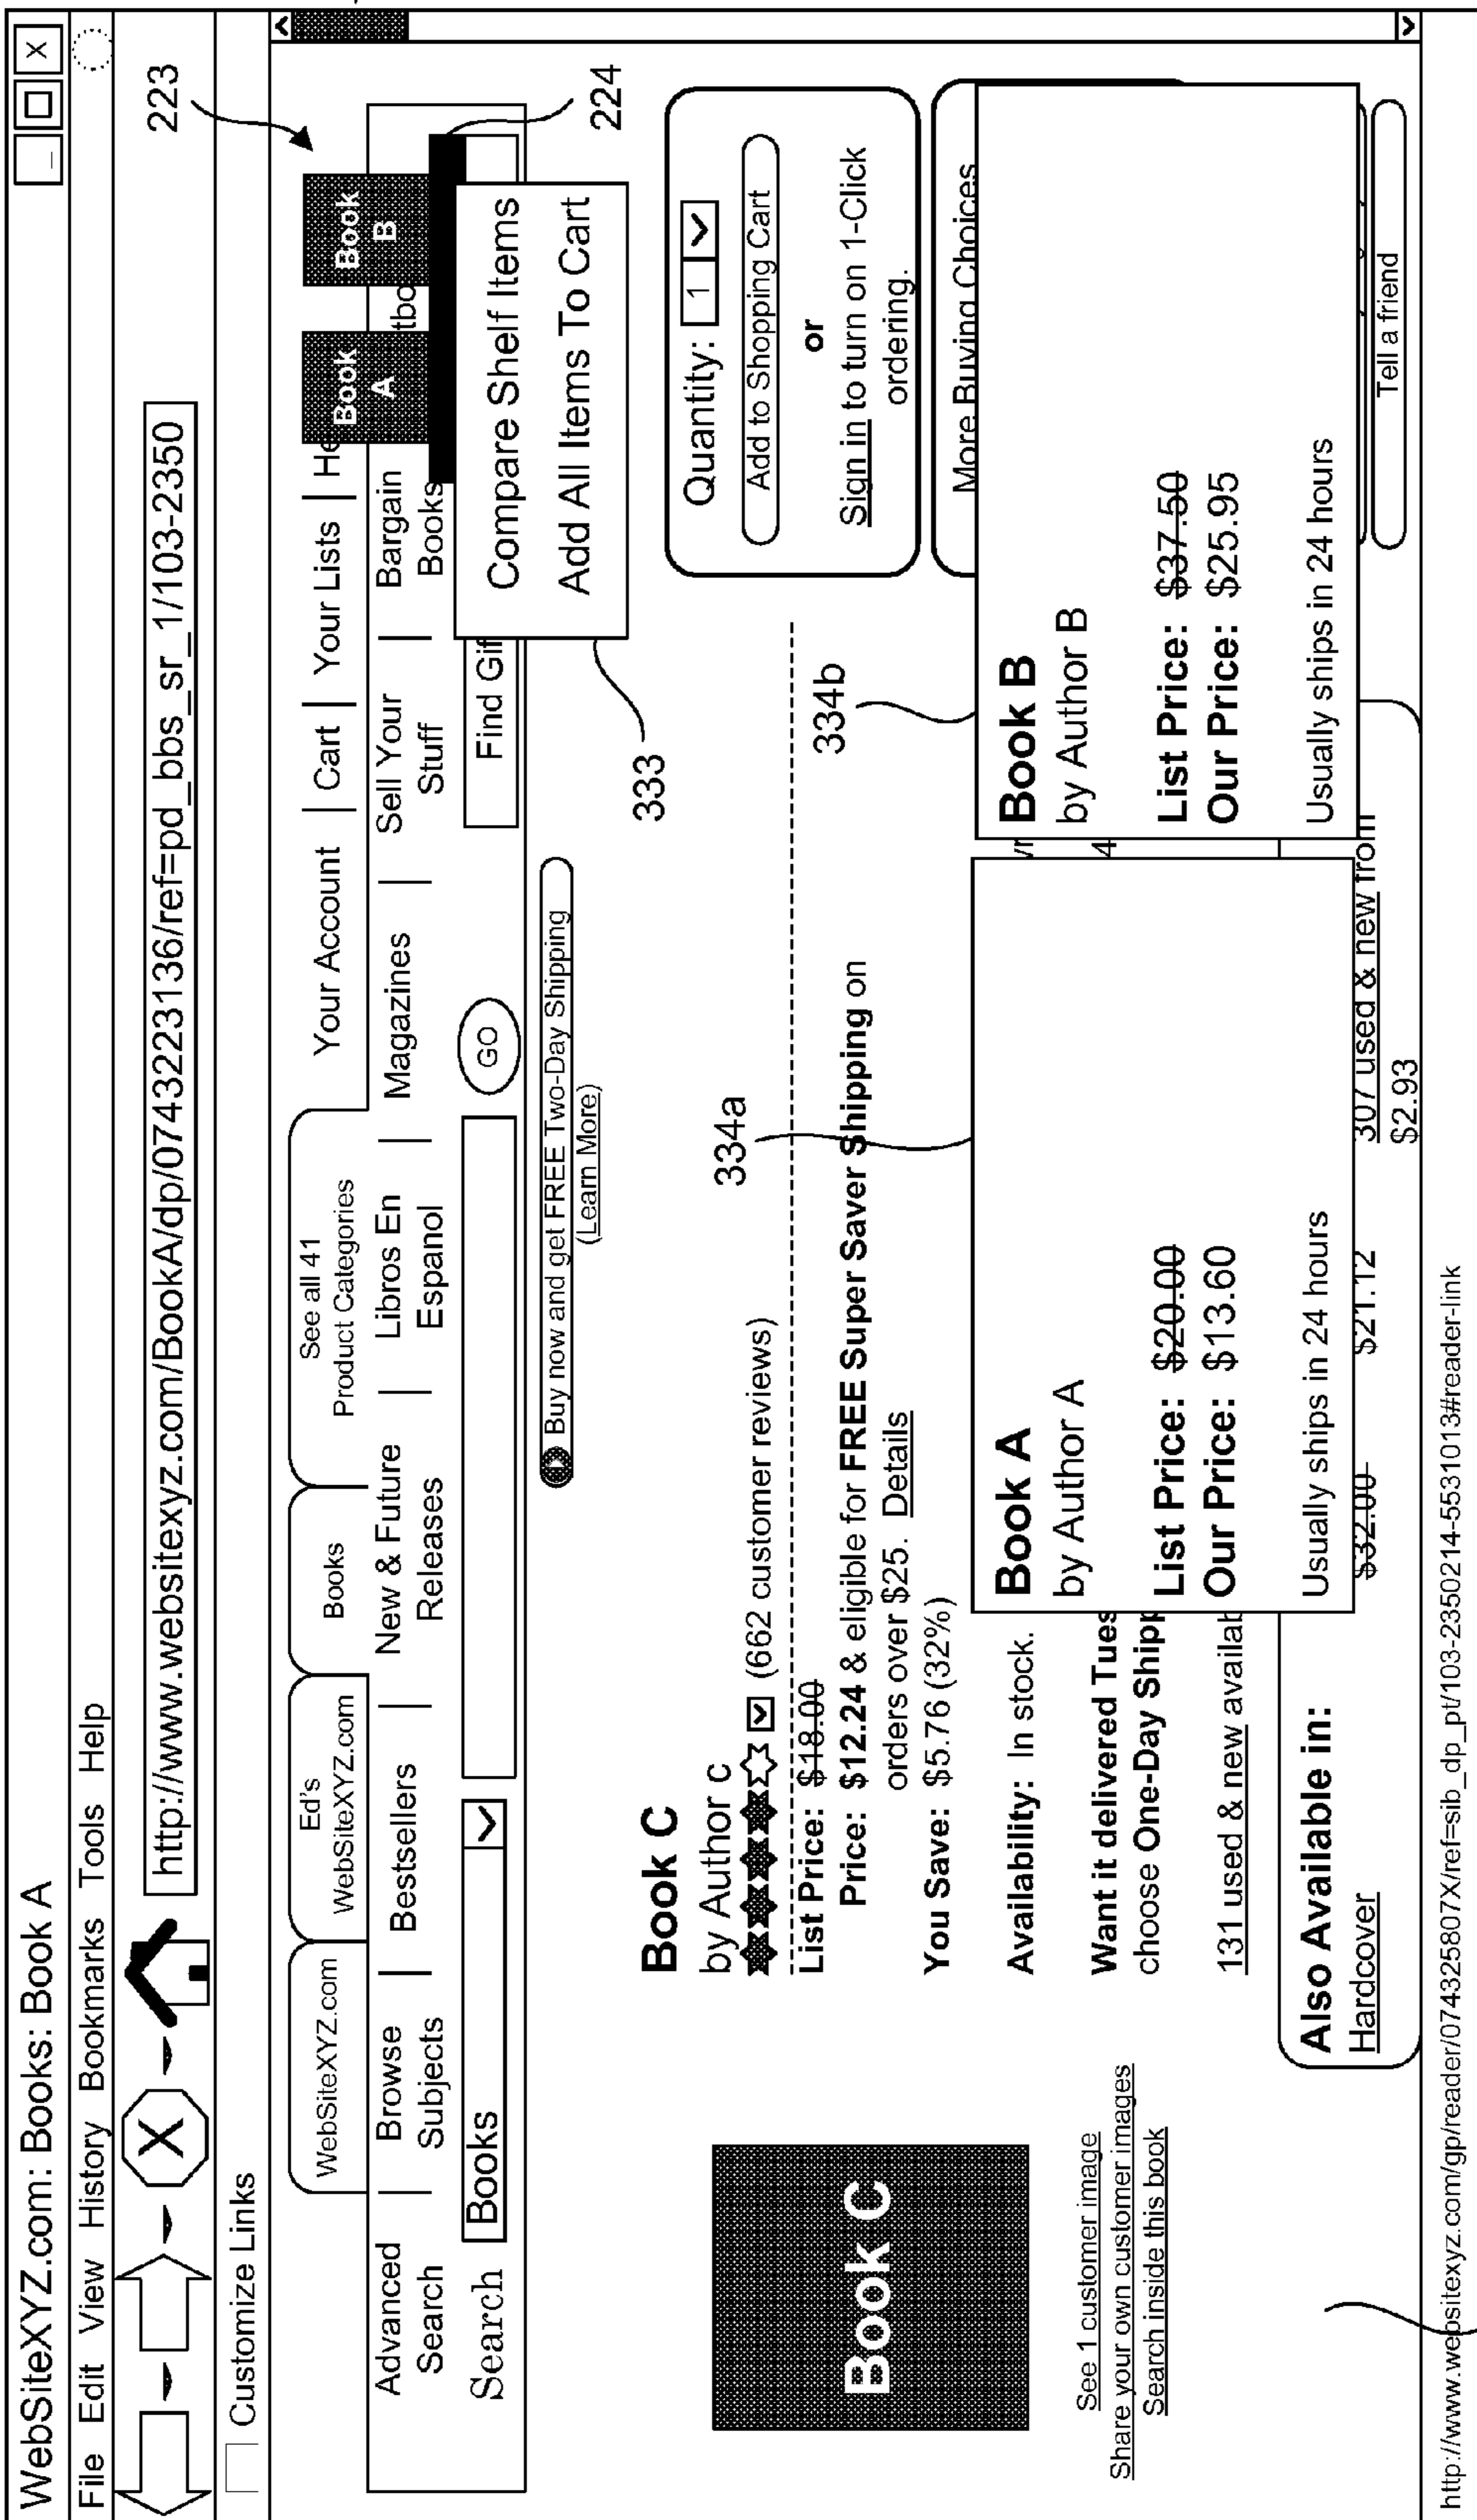 WebSiteXYZ.com: Books: Book A
_ X
File Edit View History Bookmarks Tools Help
X
http://www.websitexyz.com/BookA/dp/0743223136/ref=pd_bbs_sr_1/103-2350
223
Customize Links
WebSiteXYZ.com
Ed's
WebSiteXYZ.com
Books
See all 41
Product Categories
Your Account | Cart | Your Lists | He
Book
A
Book
B
Advanced
Search
Browse
Subjects
Bestsellers
New & Future
Releases
Libros En
Espanol
Magazines
Sell Your
Stuff
Bargain
Books
tbo
224
Search
Books
GO
Find Gif
Compare Shelf Items
Add All Items To Cart
333
Buy now and get FREE Two-Day Shipping
(Learn More)
Book C
Book C
by Author c
(662 customer reviews)
List Price: $18.00
Price: $12.24 & eligible for FREE Super Saver Shipping on
orders over $25. Details
You Save: $5.76 (32%)
Availability: In stock.
Want it delivered Tues
choose One-Day Shipp
131 used & new availab
Quantity: 1
Add to Shopping Cart
or
Sign in to turn on 1-Click
ordering.
More Buying Choices
334a
334b
See 1 customer image
Share your own customer images
Search inside this book
Book A
by Author A
List Price: $20.00
Our Price: $13.60
Usually ships in 24 hours
4
Book B
by Author B
List Price: $37.50
Our Price: $25.95
Usually ships in 24 hours
Also Available in:
Hardcover
$32.00
$21.12
307 used & new from
$2.93
Tell a friend
http://www.websitexyz.com/gp/reader/074325807X/ref=sib_dp_pt/103-2350214-5531013#reader-link